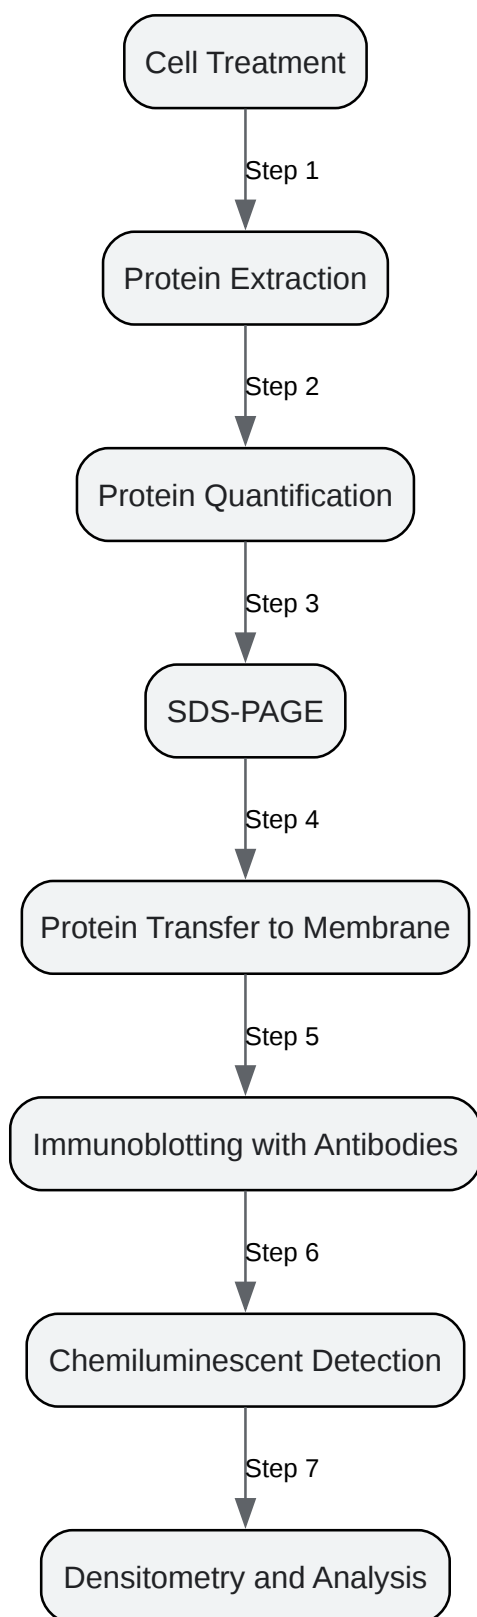 Cell Treatment
Step 1
Protein Extraction
Step 2
Protein Quantification
Step 3
SDS-PAGE
Step 4
Protein Transfer to Membrane
Step 5
Immunoblotting with Antibodies
Step 6
Chemiluminescent Detection
Step 7
Densitometry and Analysis